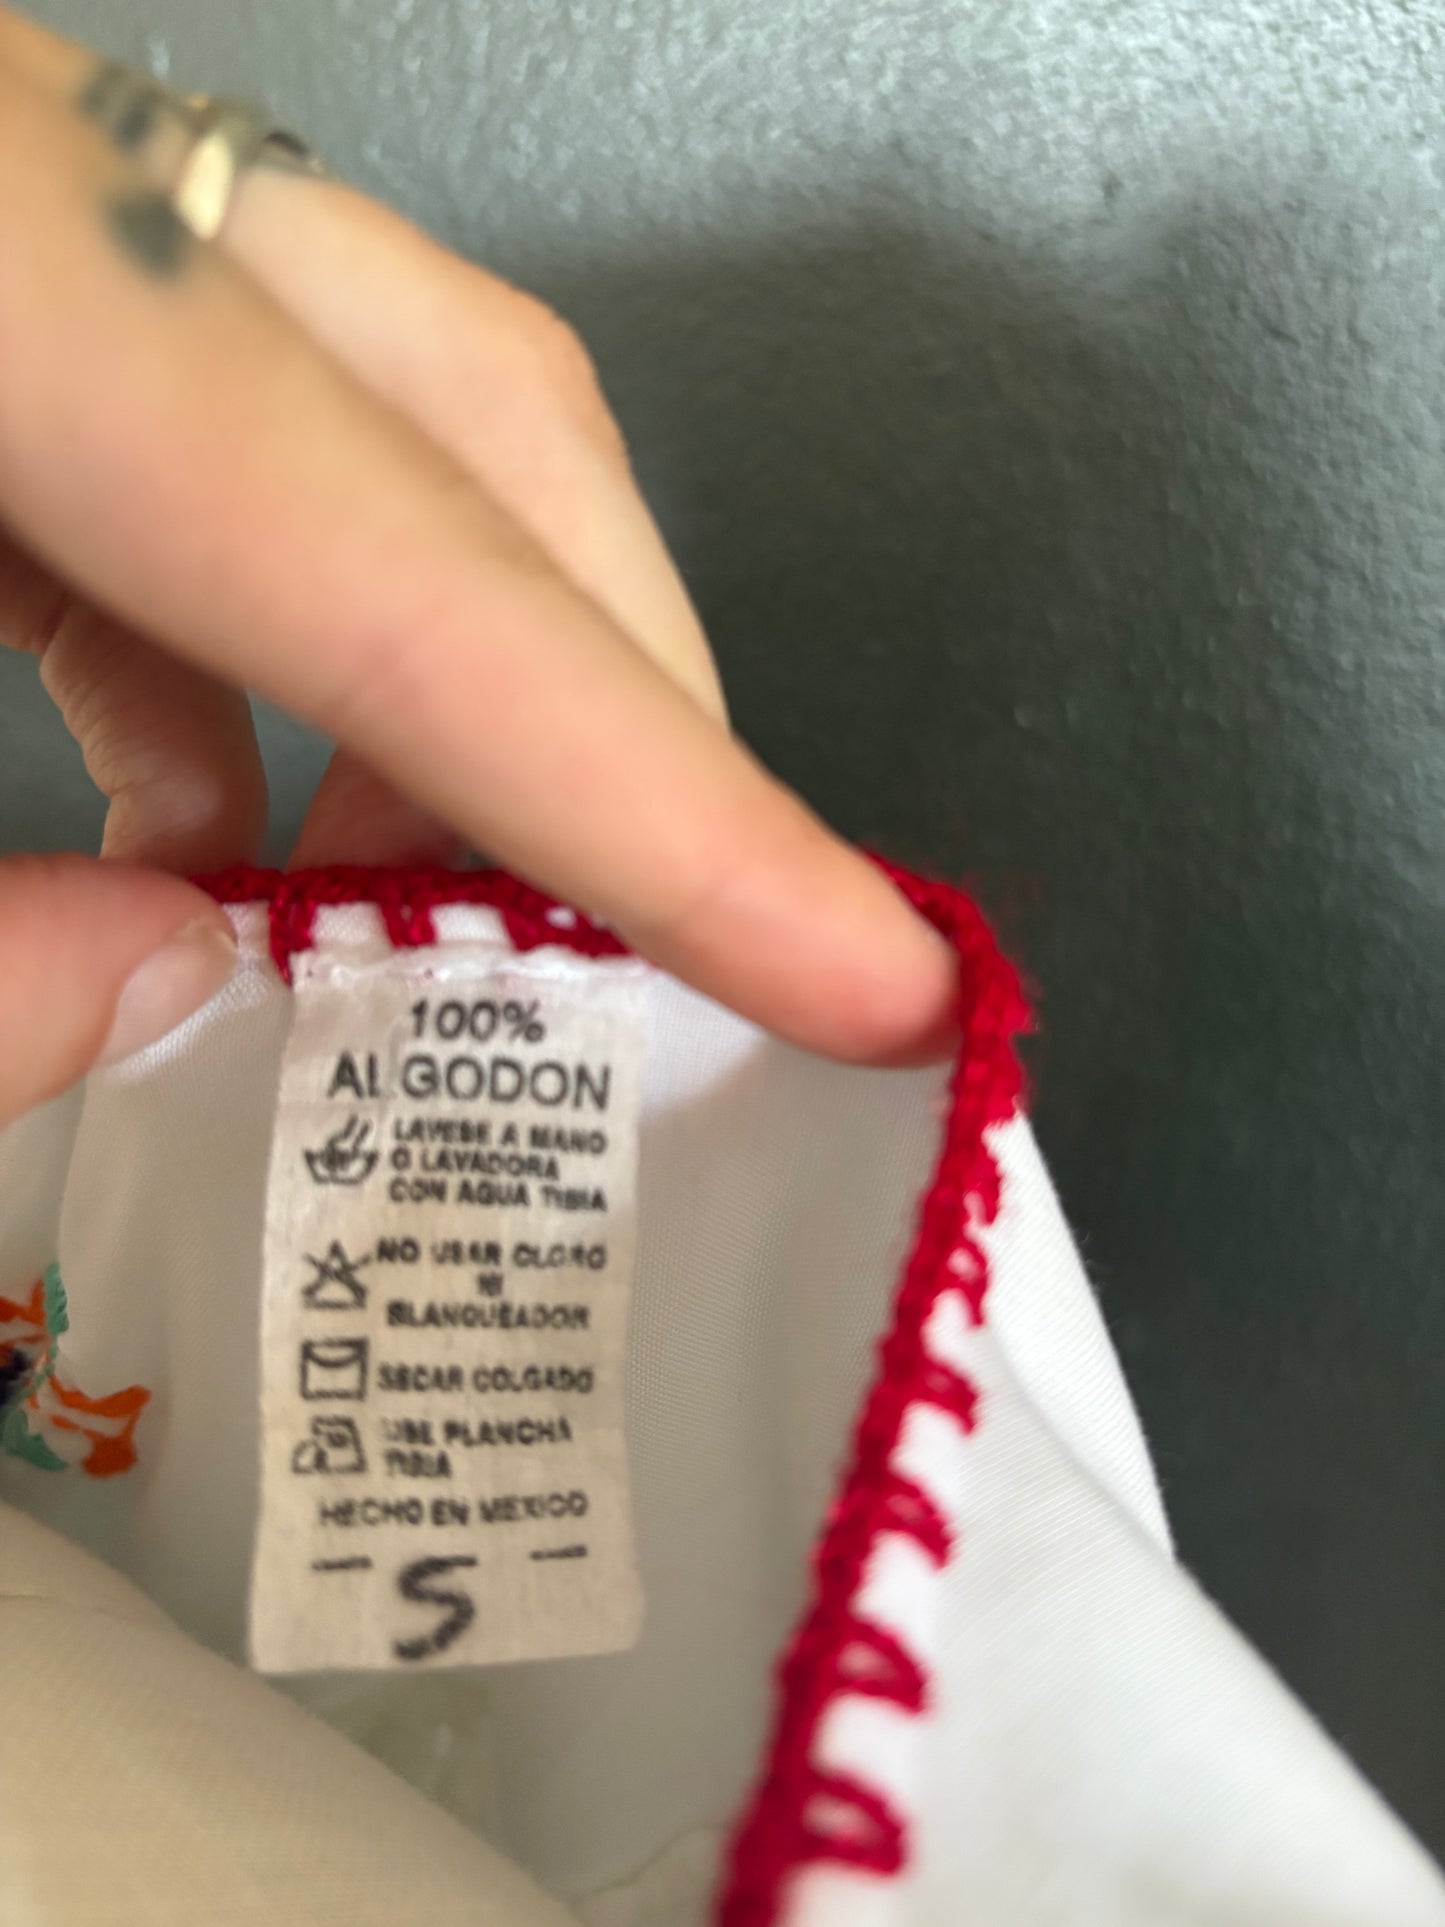 100%
ALGODON
LAVESE A MANO
O LAVADORA
CON AGUA TIBIA
NO USAR CLORO
NI
BLANQUEADOR
SECAR COLGADO
USE PLANCHA
TIBIA
HECHO EN MEXICO
S